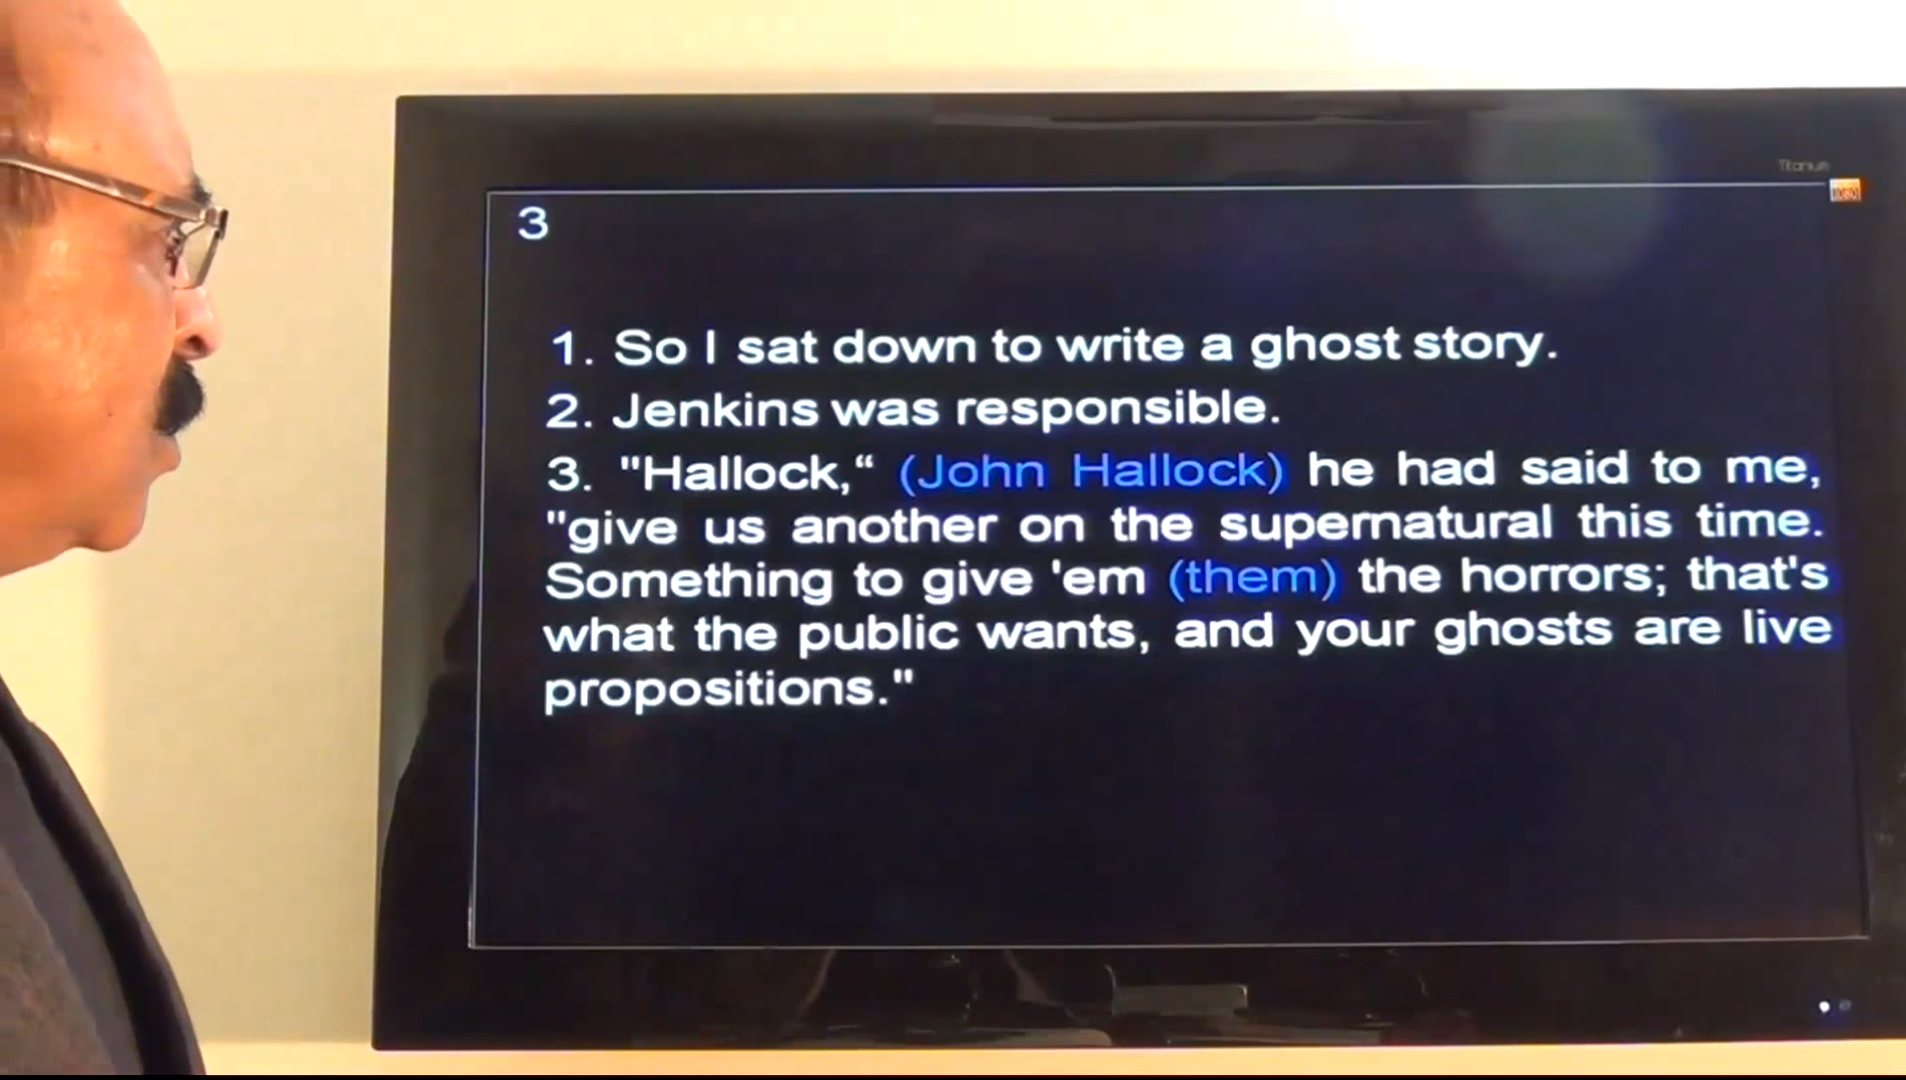 Titanium
3
1. So I sat down to write a ghost story.
2. Jenkins was responsible.
3. "Hallock,“ (John Hallock) he had said to me,
"give us another on the supernatural this time.
Something to give 'em (them) the horrors; that's
what the public wants, and your ghosts are live
propositions."